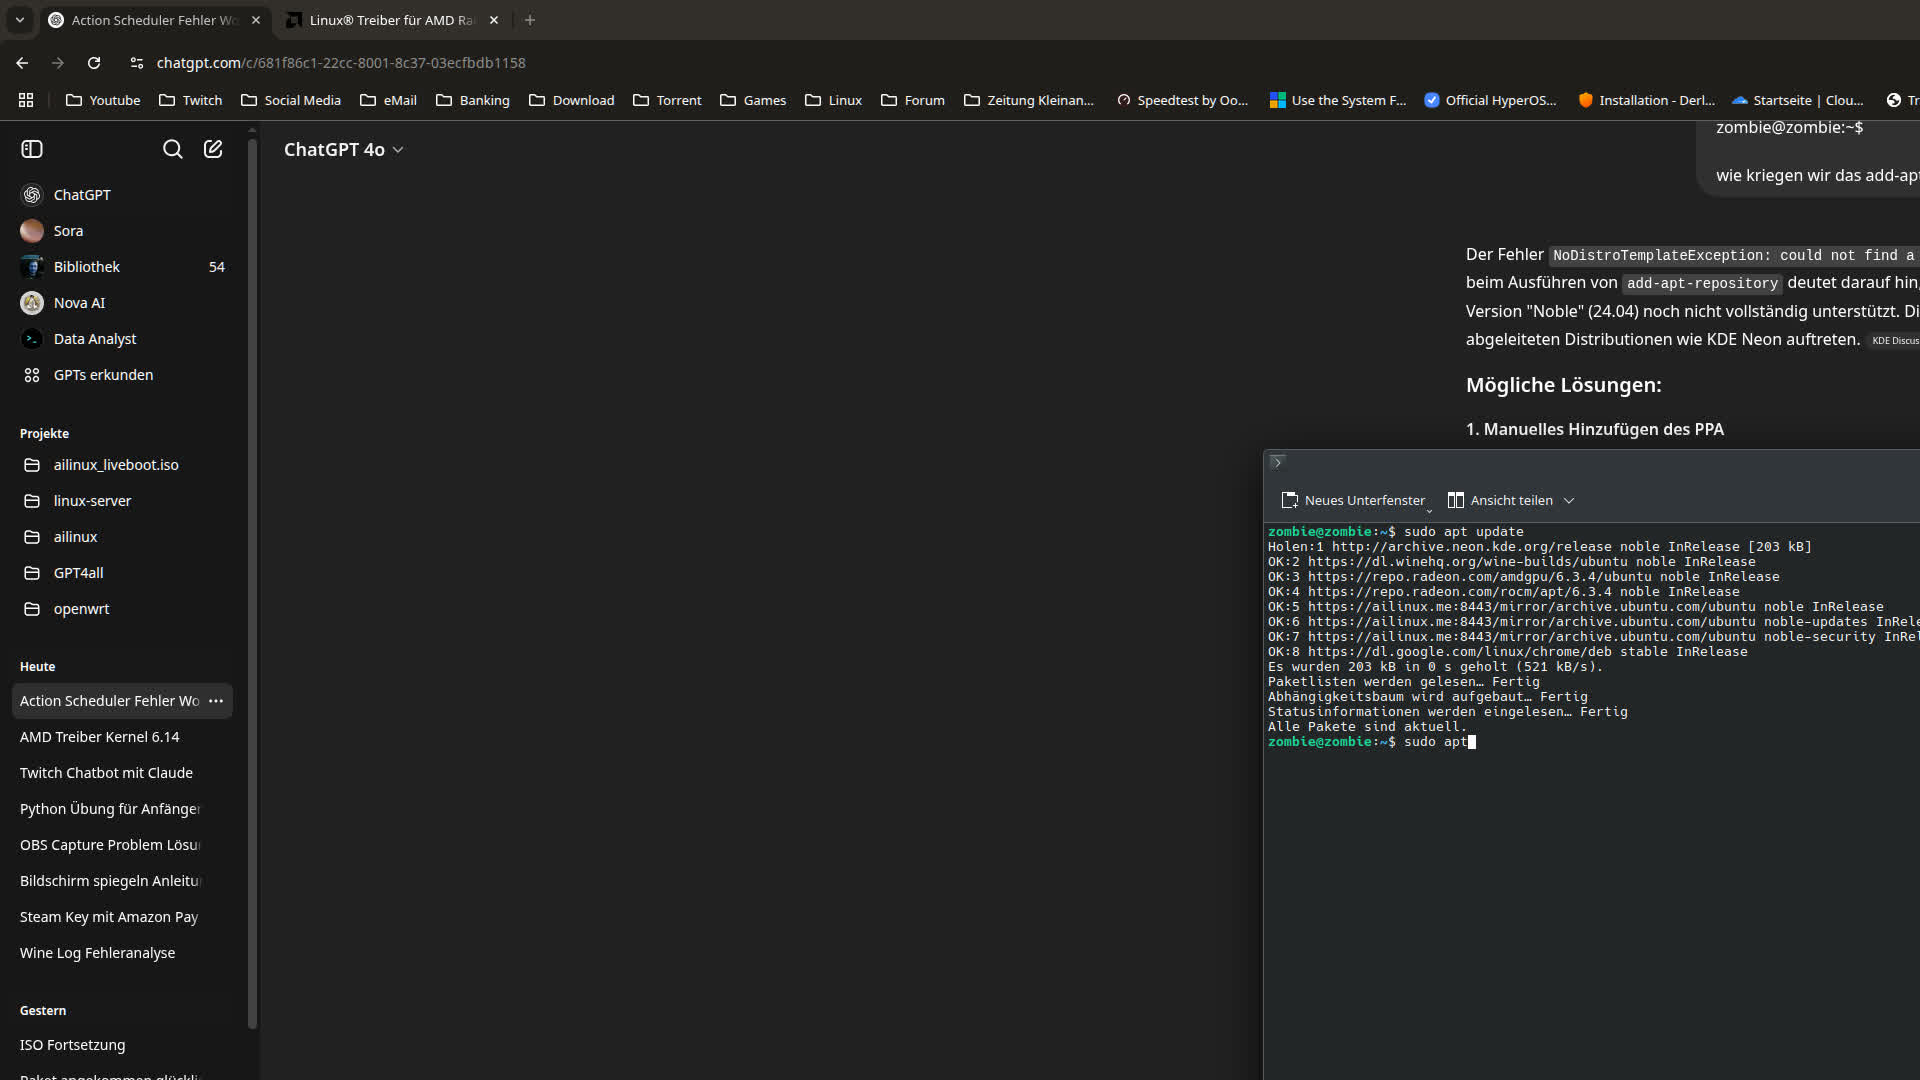 Action Scheduler Fehler Wo
Linux® Treiber für AMD Ra
chatgpt.com/c/681f86c1-22cc-8001-8c37-03ecfbdb1158
Youtube
Twitch
Social Media
eMail
Banking
Download
Torrent
Games
Linux
Forum
Zeitung Kleinan...
Speedtest by Oo...
Use the System F...
Official HyperOS...
Installation - Derl...
Startseite | Clou...
Tr
ChatGPT 4o
ChatGPT
Sora
Bibliothek 54
Nova AI
Data Analyst
GPTs erkunden
Projekte
ailinux_liveboot.iso
linux-server
ailinux
GPT4all
openwrt
Heute
Action Scheduler Fehler Wo
AMD Treiber Kernel 6.14
Twitch Chatbot mit Claude
Python Übung für Anfänger
OBS Capture Problem Lösu
Bildschirm spiegeln Anleitu
Steam Key mit Amazon Pay
Wine Log Fehleranalyse
Gestern
ISO Fortsetzung
Paket angekommen glückli
zombie@zombie:~$
wie kriegen wir das add-apt
Der Fehler NoDistroTemplateException: could not find a
beim Ausführen von add-apt-repository deutet darauf hin,
Version "Noble" (24.04) noch nicht vollständig unterstützt. Di
abgeleiteten Distributionen wie KDE Neon auftreten. KDE Discus
Mögliche Lösungen:
1. Manuelles Hinzufügen des PPA
Neues Unterfenster
Ansicht teilen
zombie@zombie:~$ sudo apt update
Holen:1 http://archive.neon.kde.org/release noble InRelease [203 kB]
OK:2 https://dl.winehq.org/wine-builds/ubuntu noble InRelease
OK:3 https://repo.radeon.com/amdgpu/6.3.4/ubuntu noble InRelease
OK:4 https://repo.radeon.com/rocm/apt/6.3.4 noble InRelease
OK:5 https://ailinux.me:8443/mirror/archive.ubuntu.com/ubuntu noble InRelease
OK:6 https://ailinux.me:8443/mirror/archive.ubuntu.com/ubuntu noble-updates InRele
OK:7 https://ailinux.me:8443/mirror/archive.ubuntu.com/ubuntu noble-security InRel
OK:8 https://dl.google.com/linux/chrome/deb stable InRelease
Es wurden 203 kB in 0 s geholt (521 kB/s).
Paketlisten werden gelesen… Fertig
Abhängigkeitsbaum wird aufgebaut… Fertig
Statusinformationen werden eingelesen… Fertig
Alle Pakete sind aktuell.
zombie@zombie:~$ sudo apt